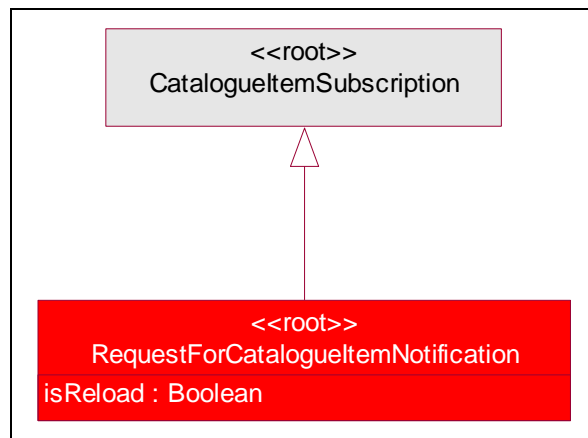 <<root>>
CatalogueItemSubscription
<<root>>
RequestForCatalogueItemNotification
isReload : Boolean